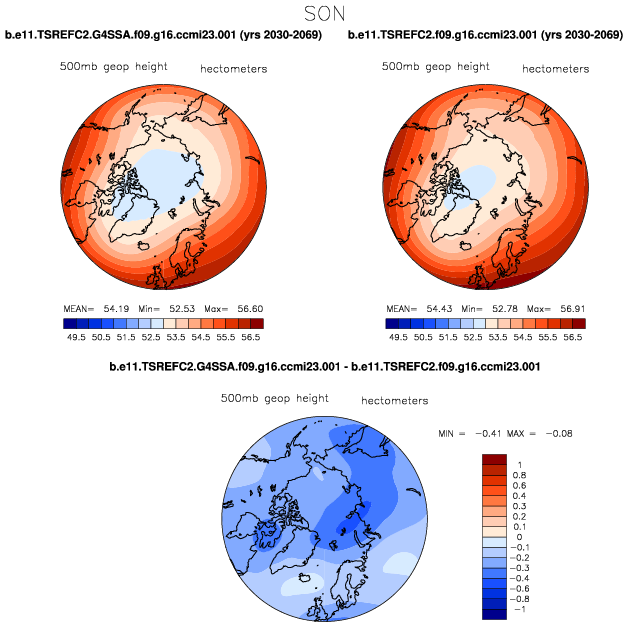 SON
b.e11.TSREFC2.G4SSA.f09.g16.ccmi23.001 (yrs 2030-2069)
b.e11.TSREFC2.f09.g16.ccmi23.001 (yrs 2030-2069)
500mb geop height hectometers
500mb geop height hectometers
MEAN= 54.19 Min= 52.53 Max= 56.60
MEAN= 54.43 Min= 52.78 Max= 56.91
49.5 50.5 51.5 52.5 53.5 54.5 55.5 56.5
49.5 50.5 51.5 52.5 53.5 54.5 55.5 56.5
b.e11.TSREFC2.G4SSA.f09.g16.ccmi23.001 - b.e11.TSREFC2.f09.g16.ccmi23.001
500mb geop height hectometers
MIN = -0.41 MAX = -0.08
1
0.8
0.6
0.4
0.3
0.2
0.1
0
-0.1
-0.2
-0.3
-0.4
-0.6
-0.8
-1